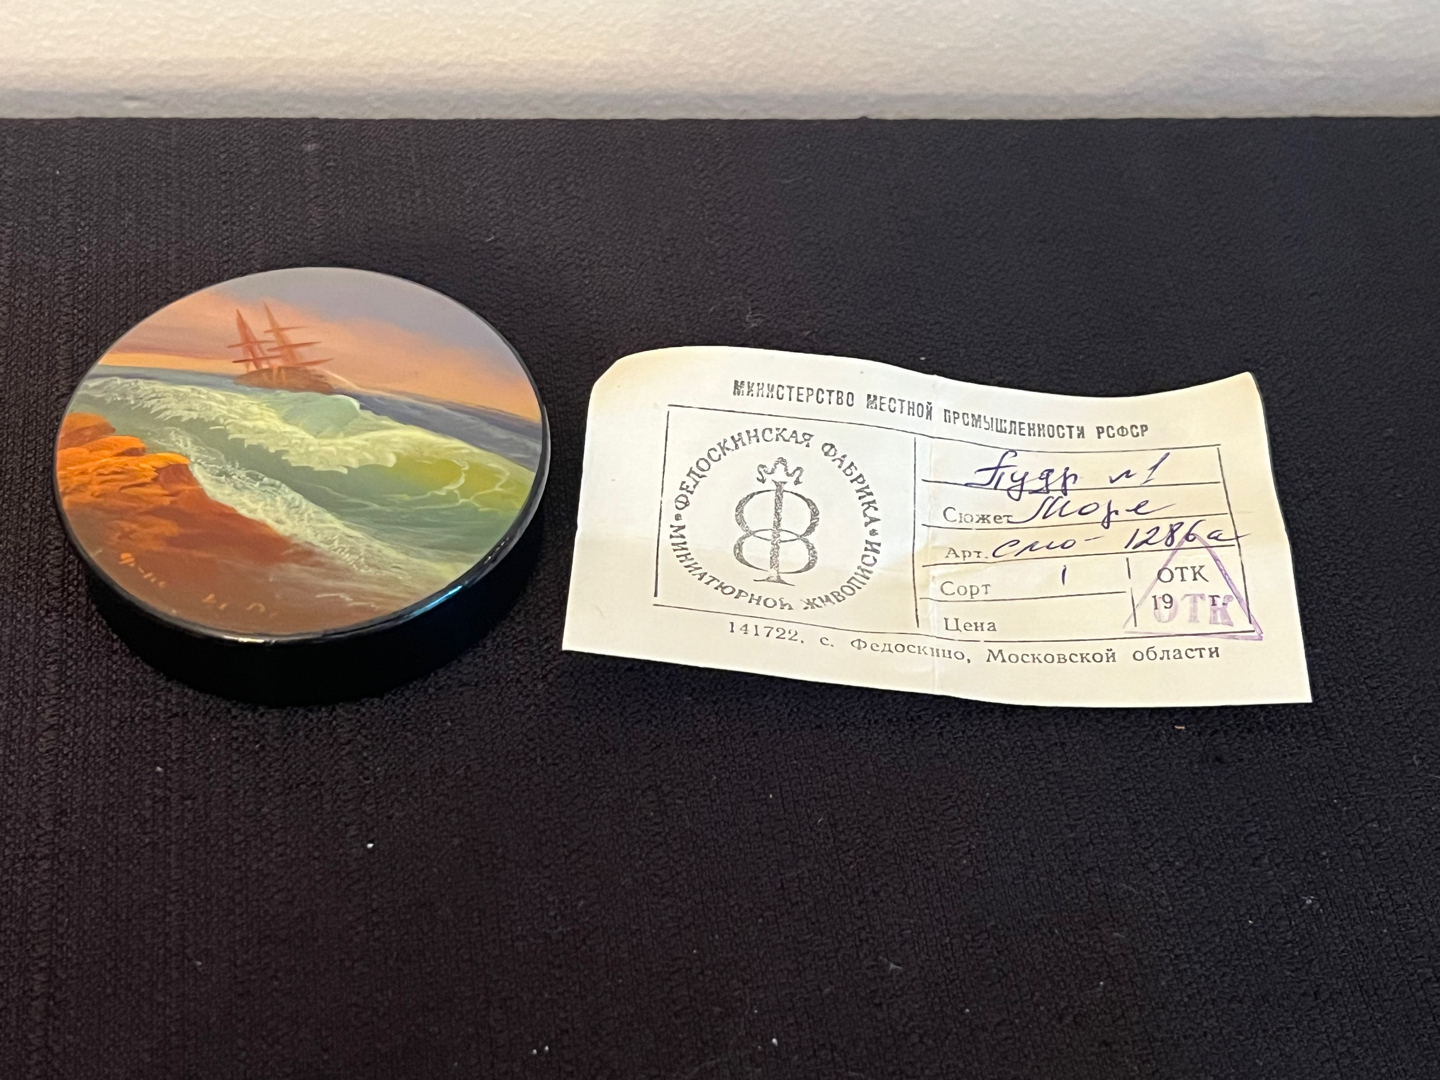 МИНИСТЕРСТВО МЕСТНОЙ ПРОМЫШЛЕННОСТИ РСФСР
ФЕДОСКИНСКАЯ ФАБРИКА
МИНИАТЮРНОЙ ЖИВОПИСИ
Пудр №1
Сюжет Море
Арт. смо- 1286а
Сорт 1
Цена
ОТК
19 г.
ОТК
141722, с. Федоскино, Московской области